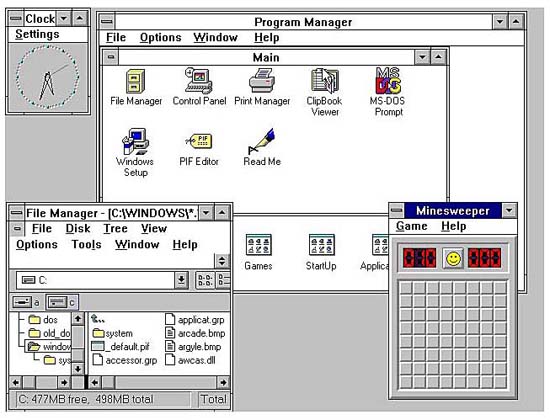 Clock
Settings
Program Manager
File Options Window Help
Main
File Manager
Control Panel
Print Manager
ClipBook
Viewer
MS-DOS
Prompt
Windows
Setup
PIF Editor
Read Me
Games
StartUp
File Manager - [C:\WINDOWS\*.
File Disk Tree View
Options Tools Window Help
C:
a
c
dos
old_do
window
sys
system
_default.pif
accessor.grp
applicat.grp
arcade.bmp
argyle.bmp
awcas.dll
C: 477MB free, 498MB total
Total
Minesweeper
Game Help